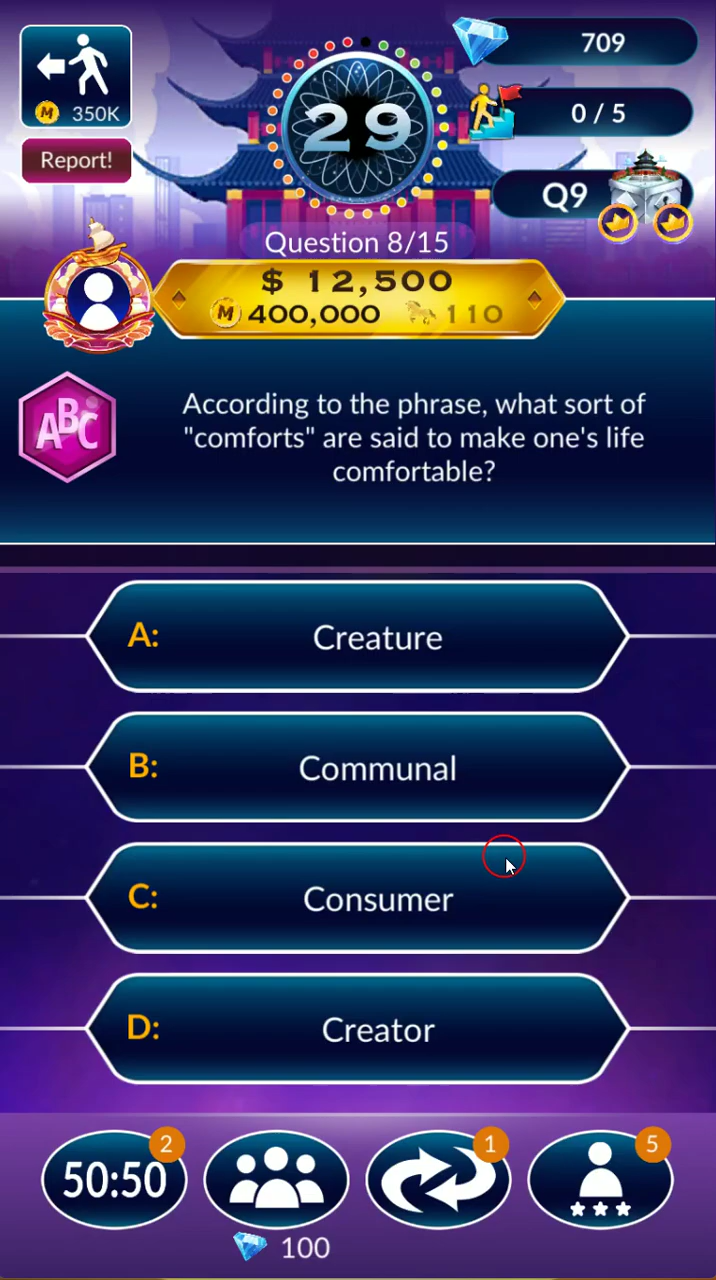 350K
Report!
29
709
0 / 5
Q9
Question 8/15
$ 12,500
M 400,000 110
ABC
According to the phrase, what sort of
"comforts" are said to make one's life
comfortable?
A: Creature
B: Communal
C: Consumer
D: Creator
50:50 2
1
5
100